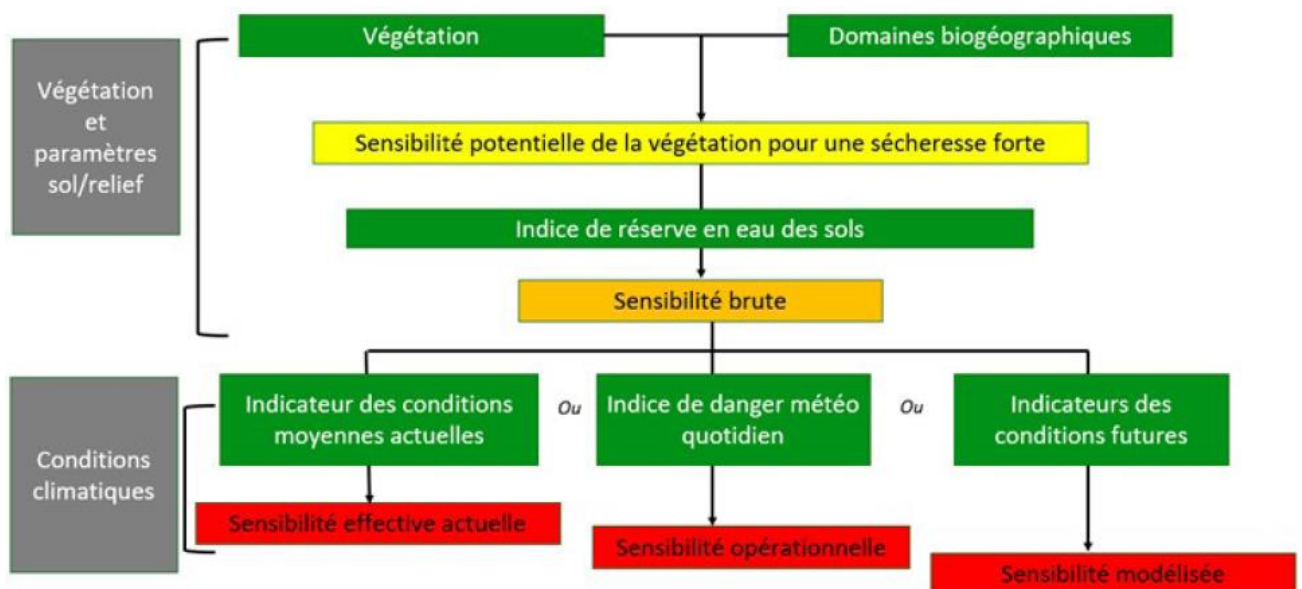 Végétation
Domaines biogéographiques
Végétation
et
paramètres
sol/relief
Sensibilité potentielle de la végétation pour une sécheresse forte
Indice de réserve en eau des sols
Sensibilité brute
Conditions
climatiques
Indicateur des conditions
moyennes actuelles
Ou
Indice de danger météo
quotidien
Ou
Indicateurs des
conditions futures
Sensibilité effective actuelle
Sensibilité opérationnelle
Sensibilité modélisée